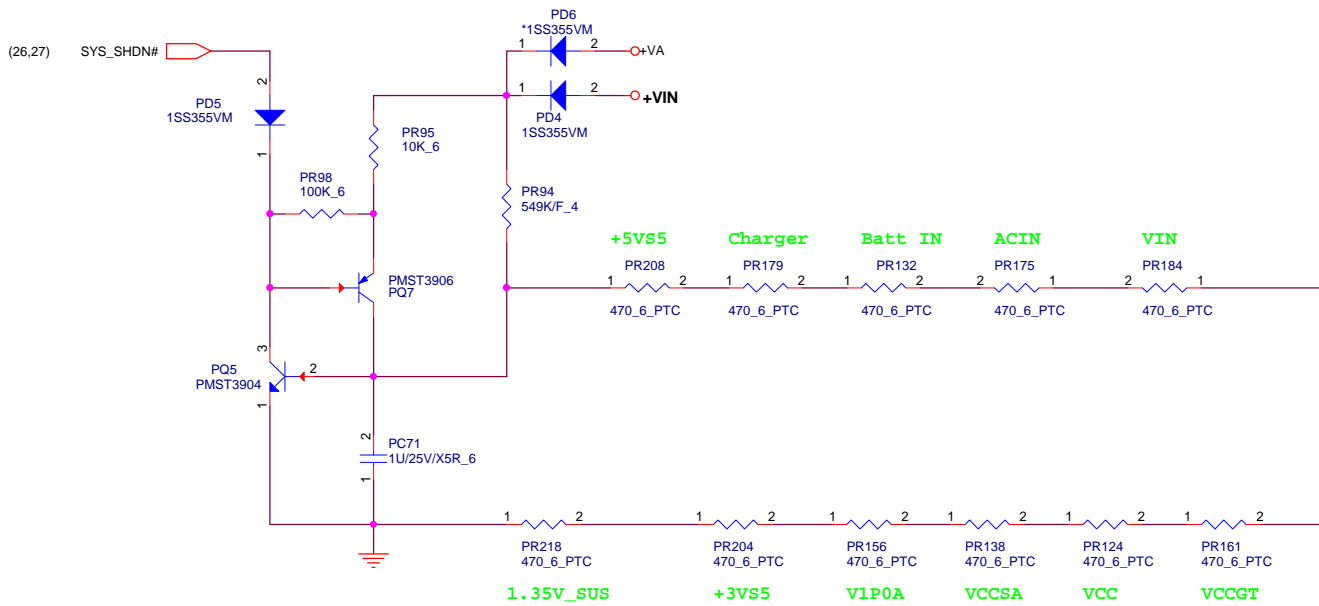 PD6
*1SS355VM
(26,27) SYS_SHDN#
1 2 +VA
2
1 2 +VIN
PD5
1SS355VM
PD4
1SS355VM
1
PR95
10K_6
PR98
100K_6
PR94
549K/F_4
+5VS5 Charger Batt IN ACIN VIN
PR208 PR179 PR132 PR175 PR184
1 2 1 2 1 2 2 1 2 1
470_6_PTC 470_6_PTC 470_6_PTC 470_6_PTC 470_6_PTC
PMST3906
PQ7
3
PQ5
PMST3904
2
1
2
PC71
1U/25V/X5R_6
1
1 2 1 2 1 2 1 2 1 2 1 2
PR218 PR204 PR156 PR138 PR124 PR161
470_6_PTC 470_6_PTC 470_6_PTC 470_6_PTC 470_6_PTC 470_6_PTC
1.35V_SUS +3VS5 V1P0A VCCSA VCC VCCGT